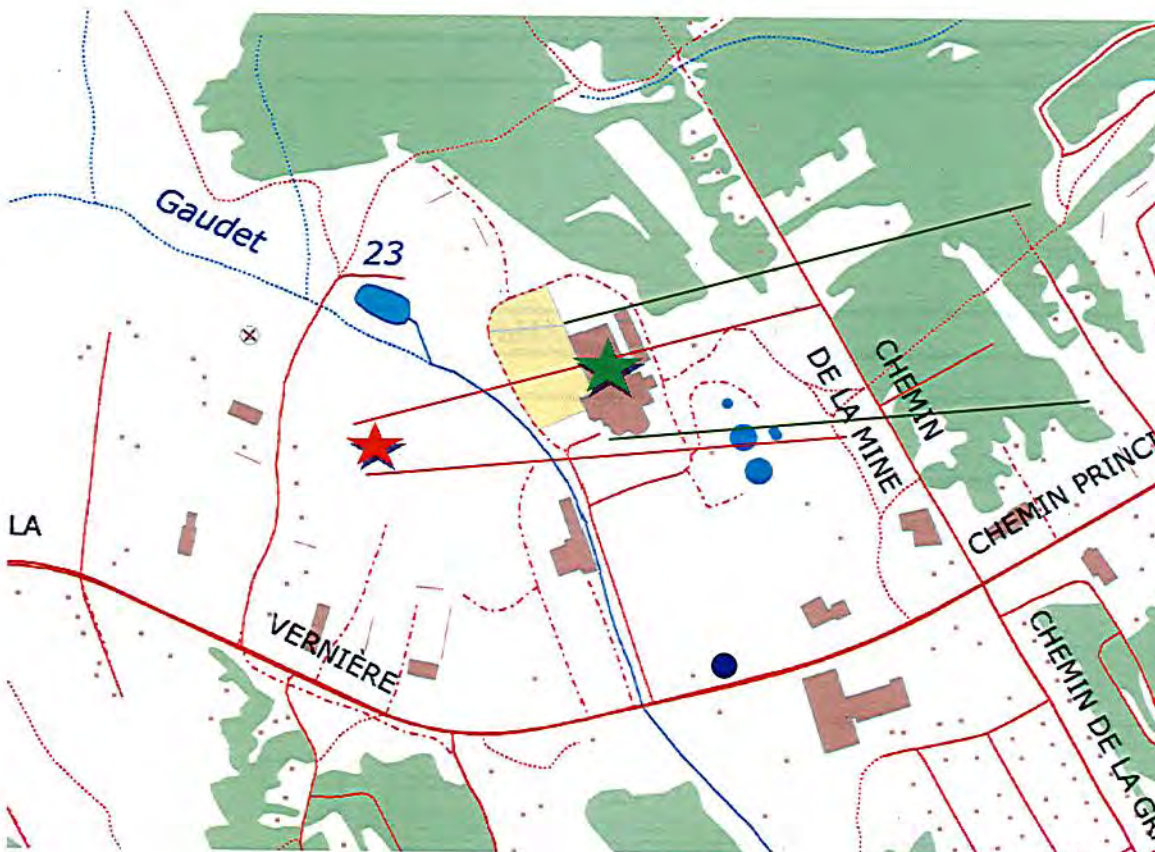 Gaudet
23
CHEMIN
DE LA MINE
LA
CHEMIN PRINC
VERNIÈRE
CHEMIN DE LA GR